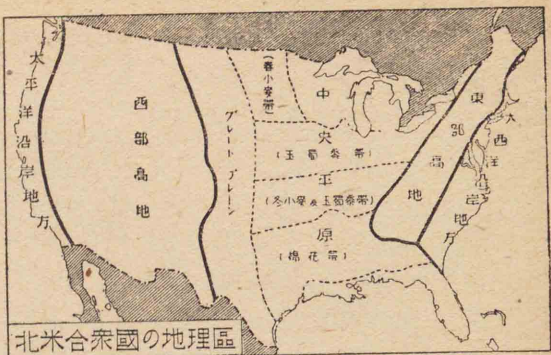 太平洋沿岸地方
西部高地
グレートプレーン
(春小麥帶)
中央平原
(玉蜀黍帶)
(冬小麥及玉蜀黍帶)
(棉花帶)
東部高地
大西洋沿岸地方
北米合衆國の地理區